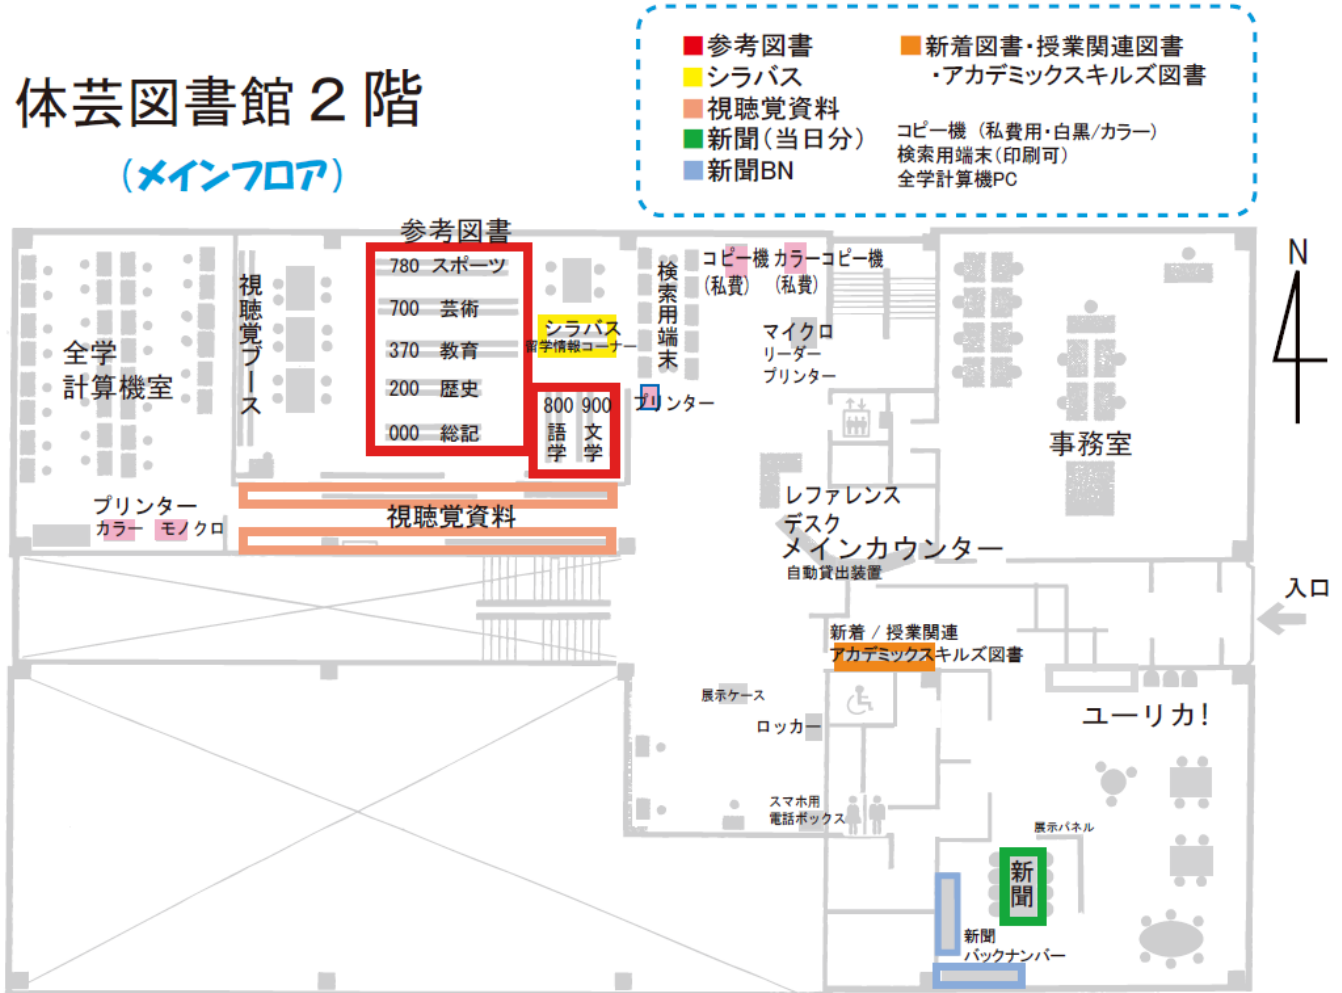 体芸図書館２階
（メインフロア）
参考図書
シラバス
視聴覚資料
新聞（当日分）
新聞BN
新着図書・授業関連図書
・アカデミックスキルズ図書
コピー機（私費用・白黒/カラー）
検索用端末（印刷可）
全学計算機PC
参考図書
780 スポーツ
700 芸術
370 教育
200 歴史
000 総記
800 語学
900 文学
シラバス
留学情報コーナー
視聴覚ブース
全学
計算機室
プリンター
カラー モノクロ
視聴覚資料
検索用端末
プリンター
コピー機
（私費）
カラーコピー機
（私費）
マイクロ
リーダー
プリンター
事務室
N
レファレンス
デスク
メインカウンター
自動貸出装置
入口
新着 / 授業関連
アカデミックスキルズ図書
展示ケース
ロッカー
ユーリカ！
スマホ用
電話ボックス
展示パネル
新聞
新聞
バックナンバー